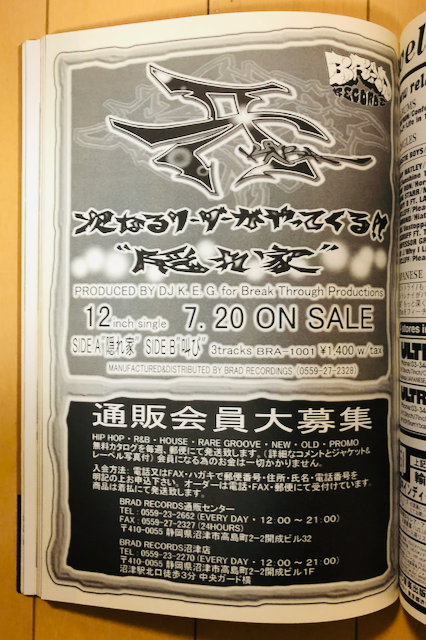 BRAD
RECORDZ
次なるリーダーがやってくる!!
"隠れ家"
PRODUCED BY DJ K. E. G. for Break Through Productions
12inch single 7. 20 ON SALE
SIDE A"隠れ家" SIDE B"叫び" 3tracks BRA-1001 ¥1,400 w/tax
MANUFACTURED&DISTRIBUTED BY BRAD RECORDINGS (0559-27-2328)
通販会員大募集
HIP HOP・R&B・HOUSE・RARE GROOVE・NEW・OLD・PROMO
無料カタログを毎週、郵便にて発送致します。(詳細なコメントとジャケット&
レーベル写真付) 会員になる為のお金は一切かかりません。
入会方法: 電話又はFAX・ハガキで郵便番号・住所・氏名・電話番号を
明記の上お申込下さい。オーダーは電話・FAX・郵便にて受付けています。
商品は着払にて発送致します。
BRAD RECORDS通販センター
TEL : 0559-23-2662 (EVERY DAY・12:00 ~ 21:00)
FAX : 0559-27-2327 (24HOURS)
〒410-0055 静岡県沼津市高島町2-2開成ビル32
BRAD RECORDS沼津店
TEL : 0559-23-2270 (EVERY DAY・12:00 ~ 21:00)
〒410-0055 静岡県沼津市高島町2-2開成ビル1F
沼津駅北口徒歩3分 中央ガード横